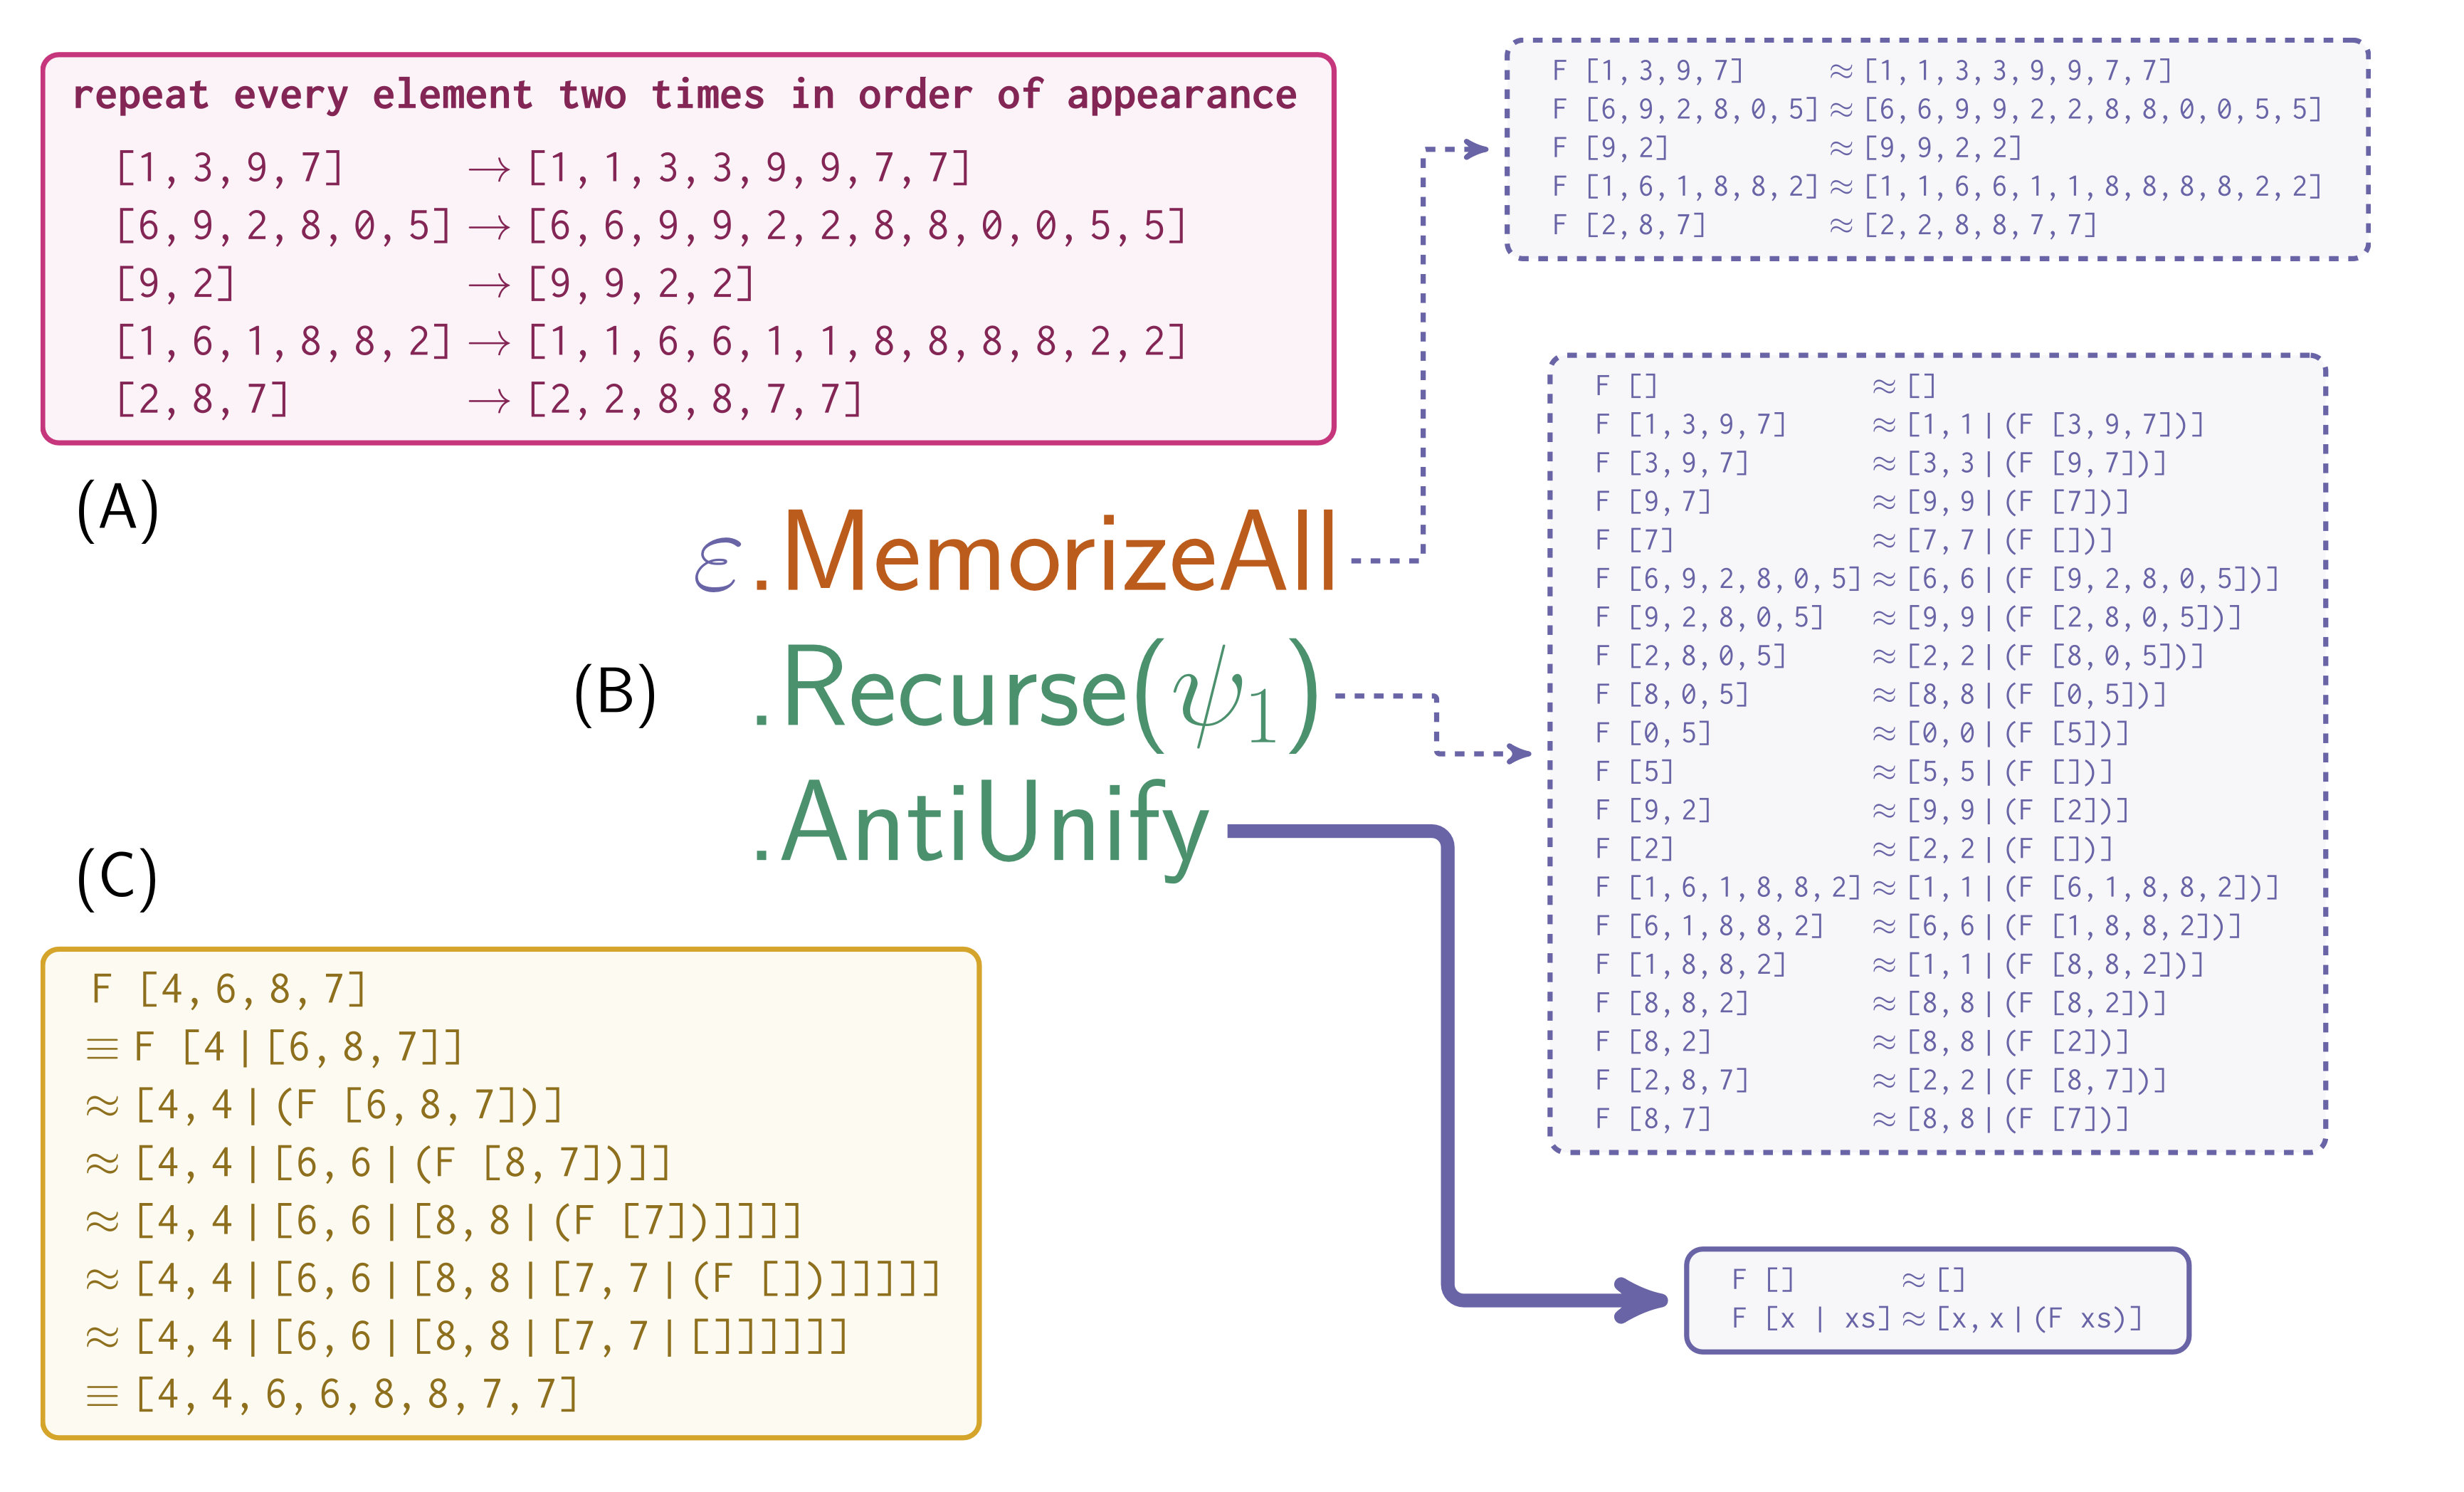 repeat every element two times in order of appearance
[1,3,9,7] → [1,1,3,3,9,9,7,7]
[6,9,2,8,0,5] → [6,6,9,9,2,2,8,8,0,0,5,5]
[9,2] → [9,9,2,2]
[1,6,1,8,8,2] → [1,1,6,6,1,1,8,8,8,8,2,2]
[2,8,7] → [2,2,8,8,7,7]
(A)
ε.MemorizeAll
(B)
.Recurse(ψ₁)
.AntiUnify
F [1,3,9,7] ≈ [1,1,3,3,9,9,7,7]
F [6,9,2,8,0,5] ≈ [6,6,9,9,2,2,8,8,0,0,5,5]
F [9,2] ≈ [9,9,2,2]
F [1,6,1,8,8,2] ≈ [1,1,6,6,1,1,8,8,8,8,2,2]
F [2,8,7] ≈ [2,2,8,8,7,7]
F [] ≈ []
F [1,3,9,7] ≈ [1,1|(F [3,9,7])]
F [3,9,7] ≈ [3,3|(F [9,7])]
F [9,7] ≈ [9,9|(F [7])]
F [7] ≈ [7,7|(F [])]
F [6,9,2,8,0,5] ≈ [6,6|(F [9,2,8,0,5])]
F [9,2,8,0,5] ≈ [9,9|(F [2,8,0,5])]
F [2,8,0,5] ≈ [2,2|(F [8,0,5])]
F [8,0,5] ≈ [8,8|(F [0,5])]
F [0,5] ≈ [0,0|(F [5])]
F [5] ≈ [5,5|(F [])]
F [9,2] ≈ [9,9|(F [2])]
F [2] ≈ [2,2|(F [])]
F [1,6,1,8,8,2] ≈ [1,1|(F [6,1,8,8,2])]
F [6,1,8,8,2] ≈ [6,6|(F [1,8,8,2])]
F [1,8,8,2] ≈ [1,1|(F [8,8,2])]
F [8,8,2] ≈ [8,8|(F [8,2])]
F [8,2] ≈ [8,8|(F [2])]
F [2,8,7] ≈ [2,2|(F [8,7])]
F [8,7] ≈ [8,8|(F [7])]
F [] ≈ []
F [x | xs] ≈ [x,x|(F xs)]
(C)
F [4,6,8,7]
≡ F [4|[6,8,7]]
≈ [4,4|(F [6,8,7])]
≈ [4,4|[6,6|(F [8,7])]]
≈ [4,4|[6,6|[8,8|(F [7])]]]]
≈ [4,4|[6,6|[8,8|[7,7|(F [])]]]]]
≈ [4,4|[6,6|[8,8|[7,7|[]]]]]]
≡ [4,4,6,6,8,8,7,7]